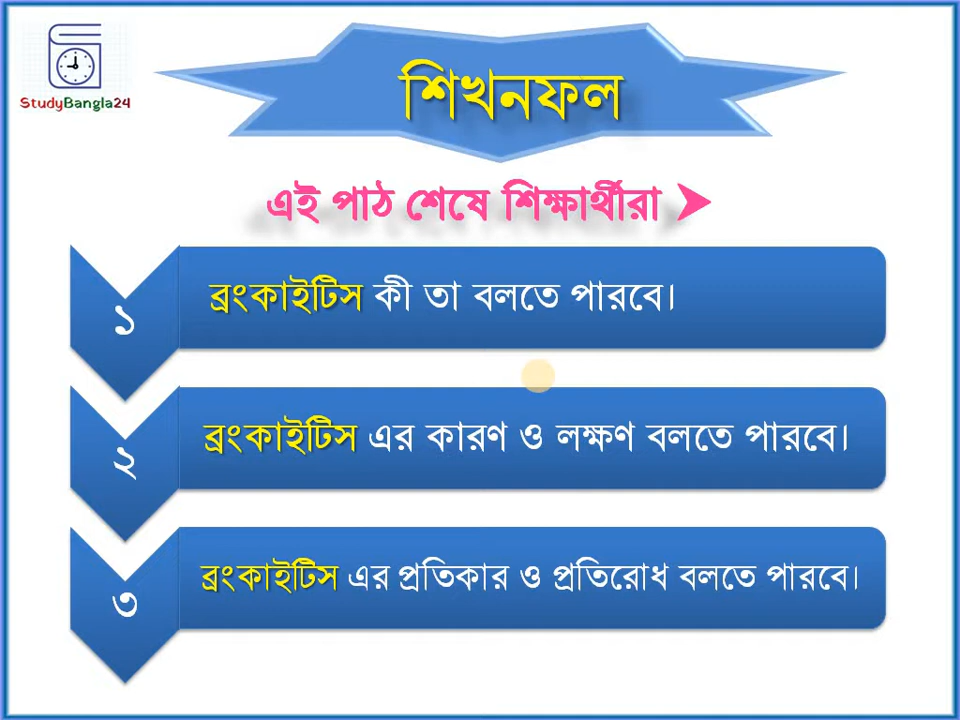 StudyBangla24
শিখনফল
এই পাঠ শেষে শিক্ষার্থীরা ➤
১
ব্রংকাইটিস কী তা বলতে পারবে।
২
ব্রংকাইটিস এর কারণ ও লক্ষণ বলতে পারবে।
৩
ব্রংকাইটিস এর প্রতিকার ও প্রতিরোধ বলতে পারবে।